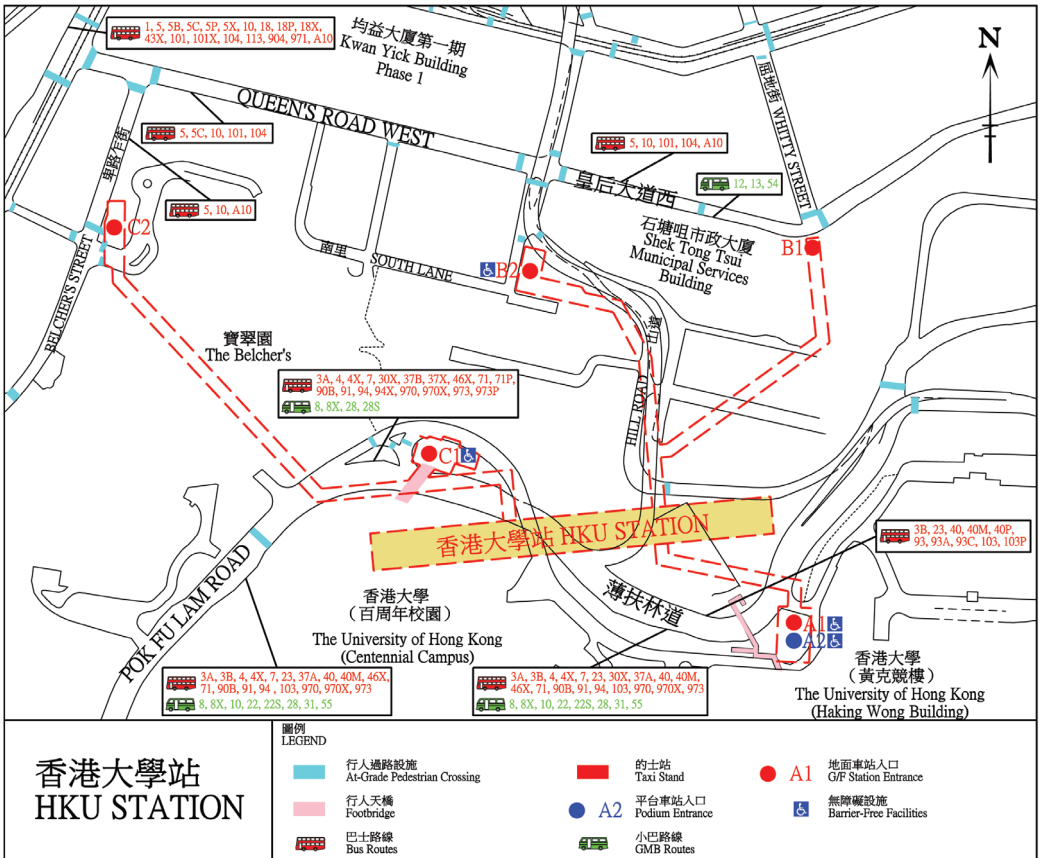 1, 5, 5B, 5C, 5P, 5X, 10, 18, 18P, 18X,
43X, 101, 101X, 104, 113, 904, 971, A10
均益大廈第一期
Kwan Yick Building
Phase 1
N
屈地街 WHITTY STREET
QUEEN'S ROAD WEST
5, 5C, 10, 101, 104
5, 10, 101, 104, A10
卑路乍街
皇后大道西
12, 13, 54
5, 10, A10
C2
石塘咀市政大廈
Shek Tong Tsui
Municipal Services
Building
B1
南里
SOUTH LANE
B2
BELCHER'S STREET
寶翠園
The Belcher's
山道
HILL ROAD
3A, 4, 4X, 7, 30X, 37B, 37X, 46X, 71, 71P,
90B, 91, 94, 94X, 970, 970X, 973, 973P
8, 8X, 28, 28S
C1
香港大學站 HKU STATION
3B, 23, 40, 40M, 40P,
93, 93A, 93C, 103, 103P
POK FU LAM ROAD
香港大學
（百周年校園）
The University of Hong Kong
(Centennial Campus)
薄扶林道
A1
A2
香港大學
（黃克競樓）
The University of Hong Kong
(Haking Wong Building)
3A, 3B, 4, 4X, 7, 23, 37A, 40, 40M, 46X,
71, 90B, 91, 94 , 103, 970, 970X, 973
8, 8X, 10, 22, 22S, 28, 31, 55
3A, 3B, 4, 4X, 7, 23, 30X, 37A, 40, 40M,
46X, 71, 90B, 91, 94, 103, 970, 970X, 973
8, 8X, 10, 22, 22S, 28, 31, 55
香港大學站
HKU STATION
圖例
LEGEND
行人過路設施
At-Grade Pedestrian Crossing
的士站
Taxi Stand
A1
地面車站入口
G/F Station Entrance
行人天橋
Footbridge
A2
平台車站入口
Podium Entrance
無障礙設施
Barrier-Free Facilities
巴士路線
Bus Routes
小巴路線
GMB Routes